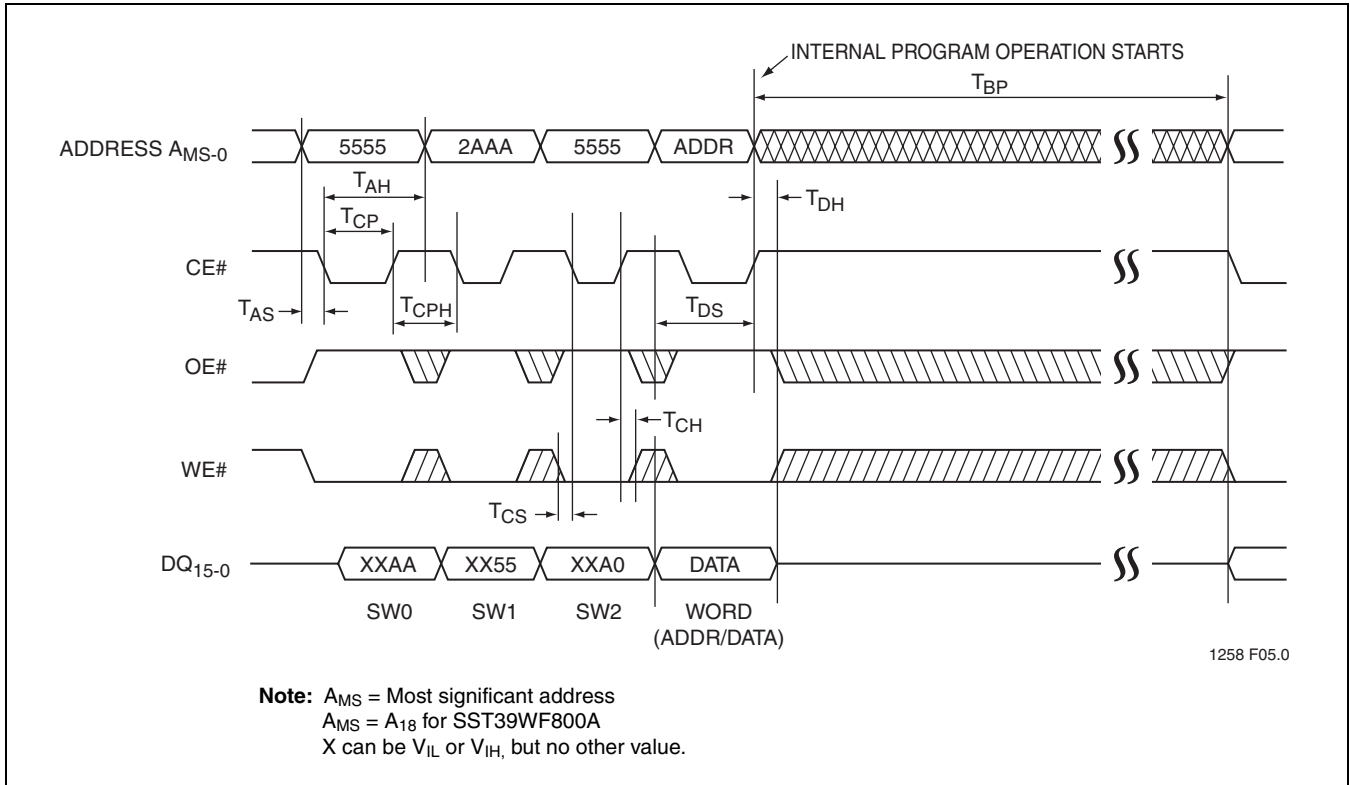 INTERNAL PROGRAM OPERATION STARTS
TBP
ADDRESS AMS-0
5555
2AAA
5555
ADDR
TAH
TDH
TCP
CE#
TAS
TCPH
TDS
OE#
TCH
WE#
TCS
DQ15-0
XXAA
XX55
XXA0
DATA
SW0
SW1
SW2
WORD
(ADDR/DATA)
1258 F05.0
Note: AMS = Most significant address
AMS = A18 for SST39WF800A
X can be VIL or VIH, but no other value.